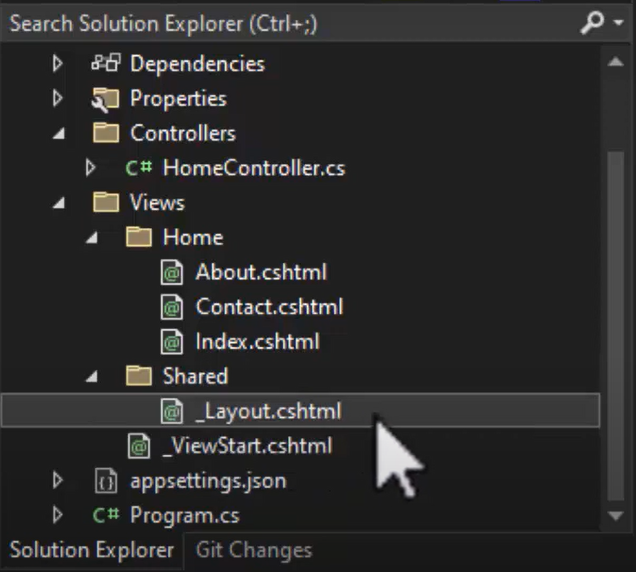 Search Solution Explorer (Ctrl+;)
Dependencies
Properties
Controllers
C# HomeController.cs
Views
Home
@ About.cshtml
@ Contact.cshtml
@ Index.cshtml
Shared
@ _Layout.cshtml
@ _ViewStart.cshtml
appsettings.json
C# Program.cs
Solution Explorer Git Changes